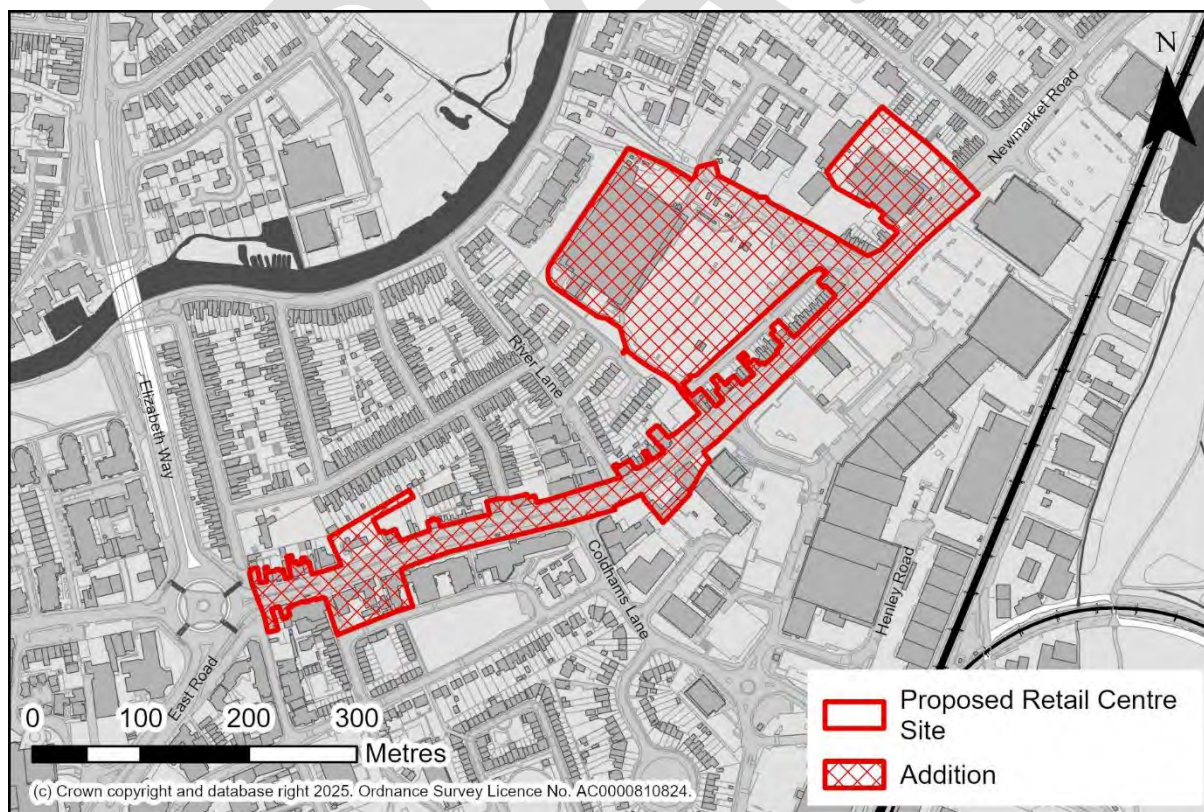 N
Newmarket Road
River Lane
Elizabeth Way
Coldhams Lane
Henley Road
East Road
0 100 200 300
Metres
Proposed Retail Centre
Site
Addition
(c) Crown copyright and database right 2025. Ordnance Survey Licence No. AC0000810824.